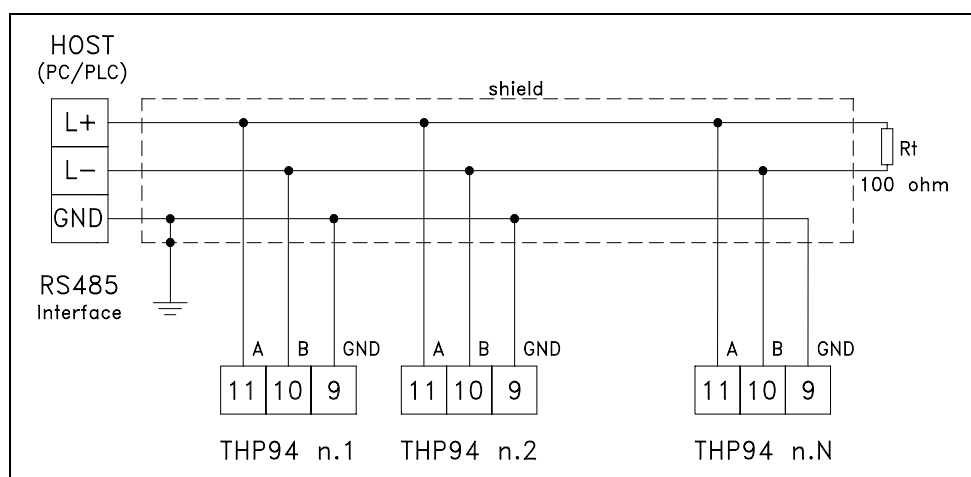 HOST
(PC/PLC)
shield
L+
L-
GND
Rt
100 ohm
RS485
Interface
A B GND A B GND A B GND
11 10 9 11 10 9 11 10 9
THP94 n.1 THP94 n.2 THP94 n.N